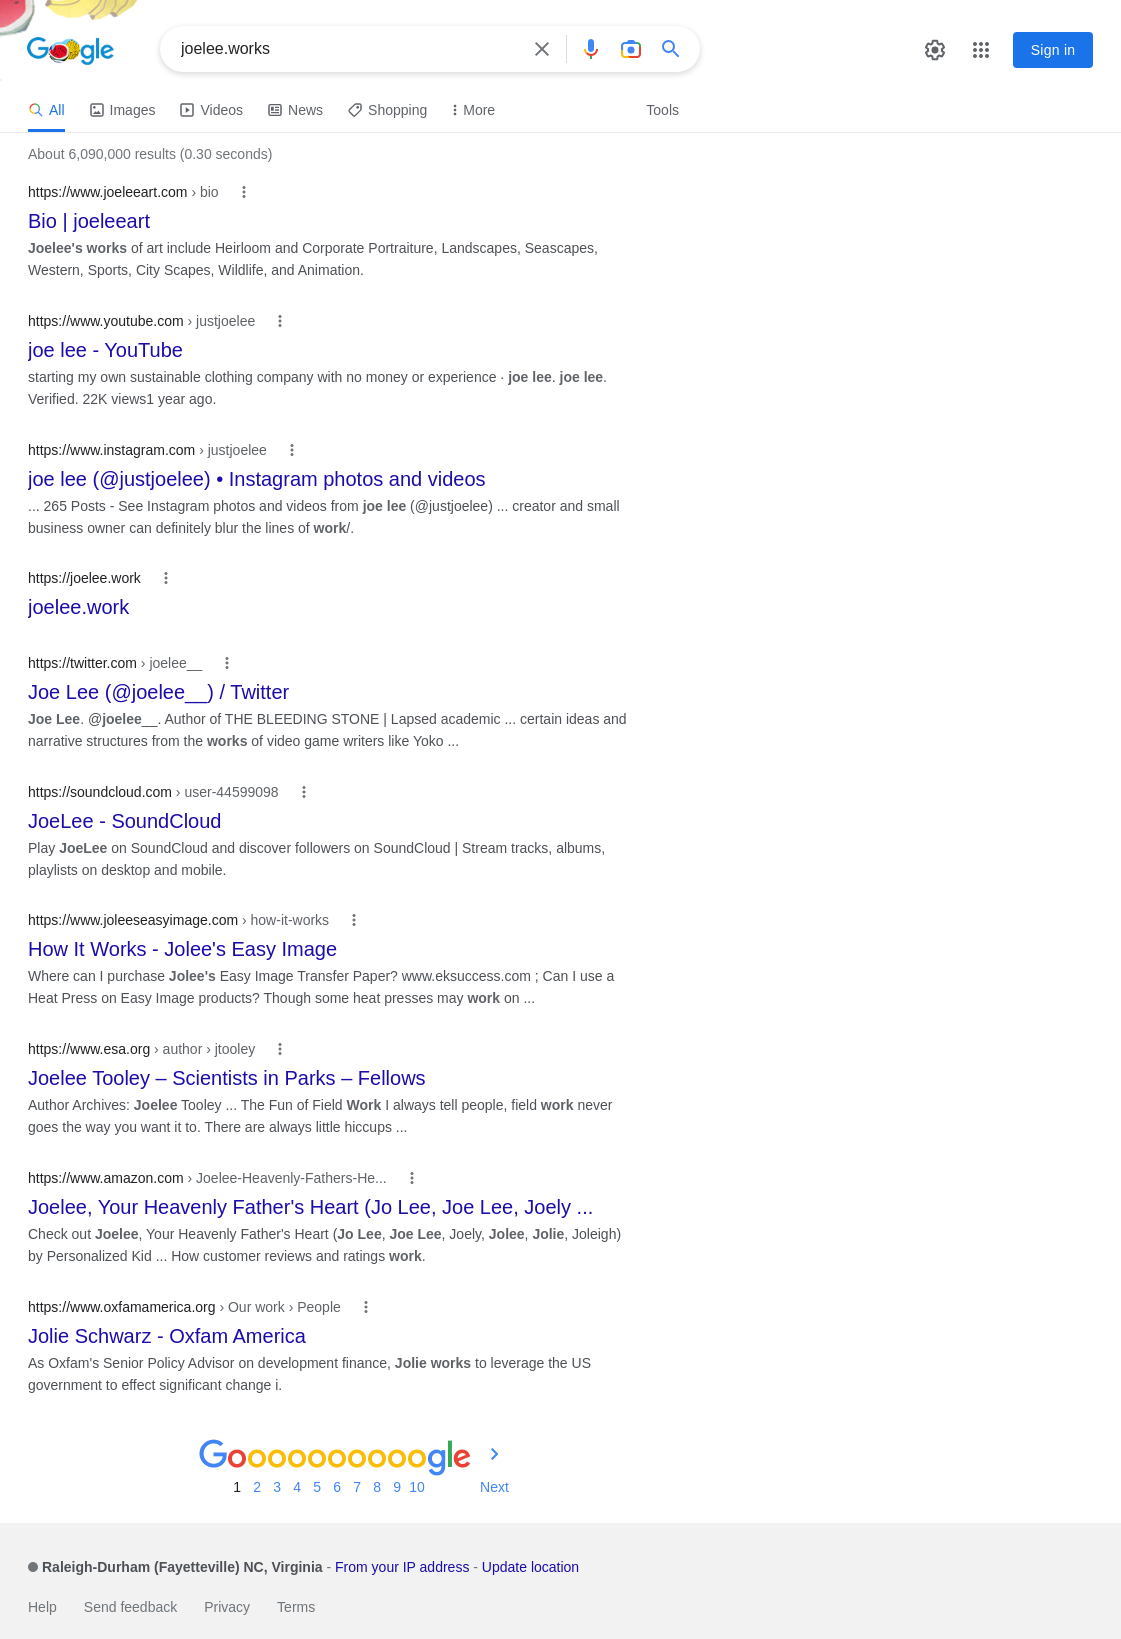 Google
joelee.works
Sign in
All Images Videos News Shopping More Tools
About 6,090,000 results (0.30 seconds)
https://www.joeleeart.com › bio
Bio | joeleeart
Joelee's works of art include Heirloom and Corporate Portraiture, Landscapes, Seascapes,
Western, Sports, City Scapes, Wildlife, and Animation.
https://www.youtube.com › justjoelee
joe lee - YouTube
starting my own sustainable clothing company with no money or experience · joe lee. joe lee.
Verified. 22K views1 year ago.
https://www.instagram.com › justjoelee
joe lee (@justjoelee) • Instagram photos and videos
... 265 Posts - See Instagram photos and videos from joe lee (@justjoelee) ... creator and small
business owner can definitely blur the lines of work/.
https://joelee.work
joelee.work
https://twitter.com › joelee__
Joe Lee (@joelee__) / Twitter
Joe Lee. @joelee__. Author of THE BLEEDING STONE | Lapsed academic ... certain ideas and
narrative structures from the works of video game writers like Yoko ...
https://soundcloud.com › user-44599098
JoeLee - SoundCloud
Play JoeLee on SoundCloud and discover followers on SoundCloud | Stream tracks, albums,
playlists on desktop and mobile.
https://www.joleeseasyimage.com › how-it-works
How It Works - Jolee's Easy Image
Where can I purchase Jolee's Easy Image Transfer Paper? www.eksuccess.com ; Can I use a
Heat Press on Easy Image products? Though some heat presses may work on ...
https://www.esa.org › author › jtooley
Joelee Tooley – Scientists in Parks – Fellows
Author Archives: Joelee Tooley ... The Fun of Field Work I always tell people, field work never
goes the way you want it to. There are always little hiccups ...
https://www.amazon.com › Joelee-Heavenly-Fathers-He...
Joelee, Your Heavenly Father's Heart (Jo Lee, Joe Lee, Joely ...
Check out Joelee, Your Heavenly Father's Heart (Jo Lee, Joe Lee, Joely, Jolee, Jolie, Joleigh)
by Personalized Kid ... How customer reviews and ratings work.
https://www.oxfamamerica.org › Our work › People
Jolie Schwarz - Oxfam America
As Oxfam's Senior Policy Advisor on development finance, Jolie works to leverage the US
government to effect significant change i.
Goooooooooogle
1 2 3 4 5 6 7 8 9 10 Next
Raleigh-Durham (Fayetteville) NC, Virginia - From your IP address - Update location
Help Send feedback Privacy Terms